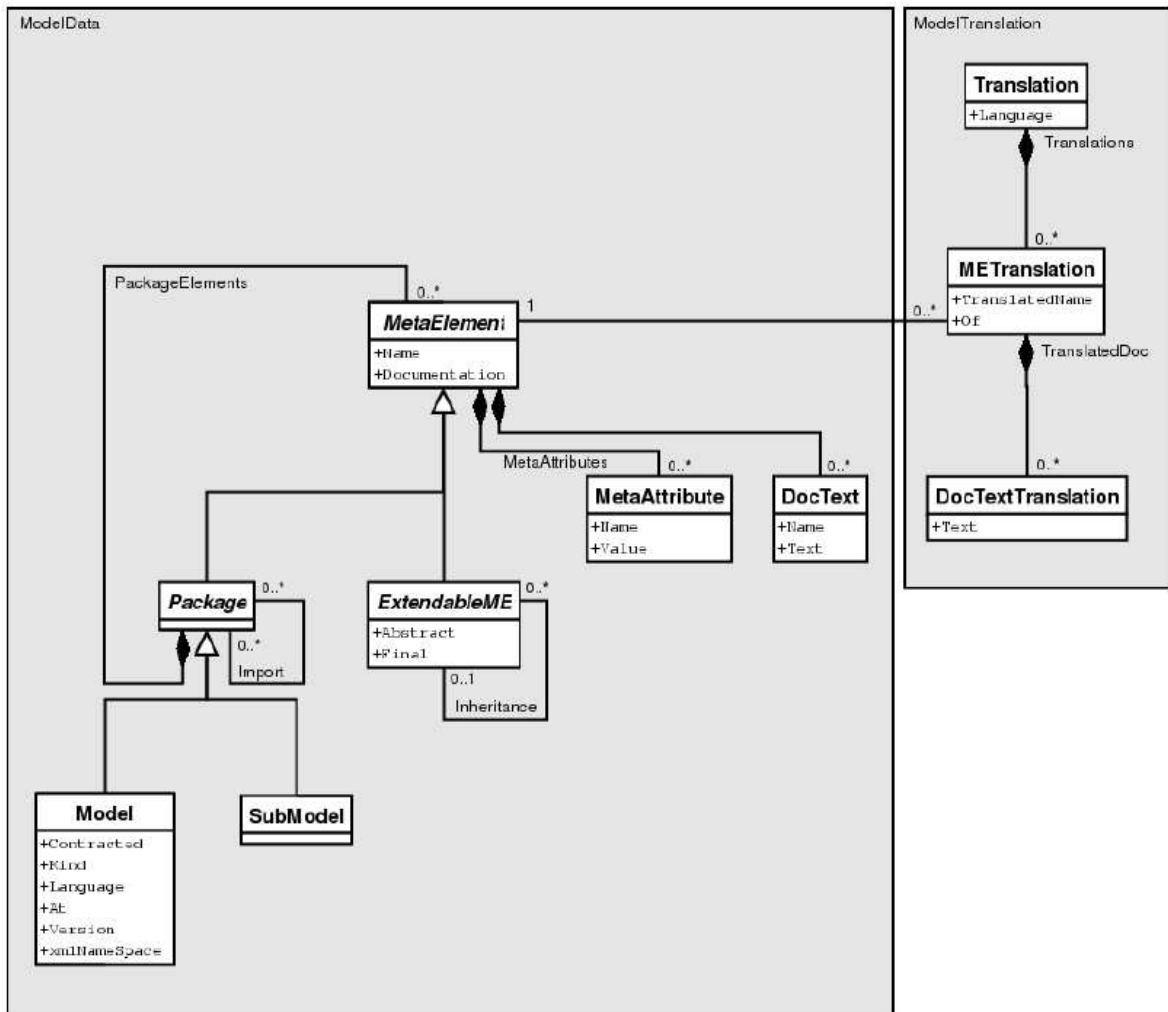 ModelData
ModelTranslation
Translation
+Language
Translations
0..*
METranslation
+TranslatedName
+Of
TranslatedDoc
0..*
DocTextTranslation
+Text
PackageElements
0..*
1
0..*
MetaElement
+Name
+Documentation
MetaAttributes
0..*
0..*
MetaAttribute
+Name
+Value
DocText
+Name
+Text
Package
0..*
0..*
Import
ExtendableME
0..*
+Abstract
+Final
0..1
Inheritance
Model
+Contracted
+Kind
+Language
+At
+Version
+xmlNameSpace
SubModel